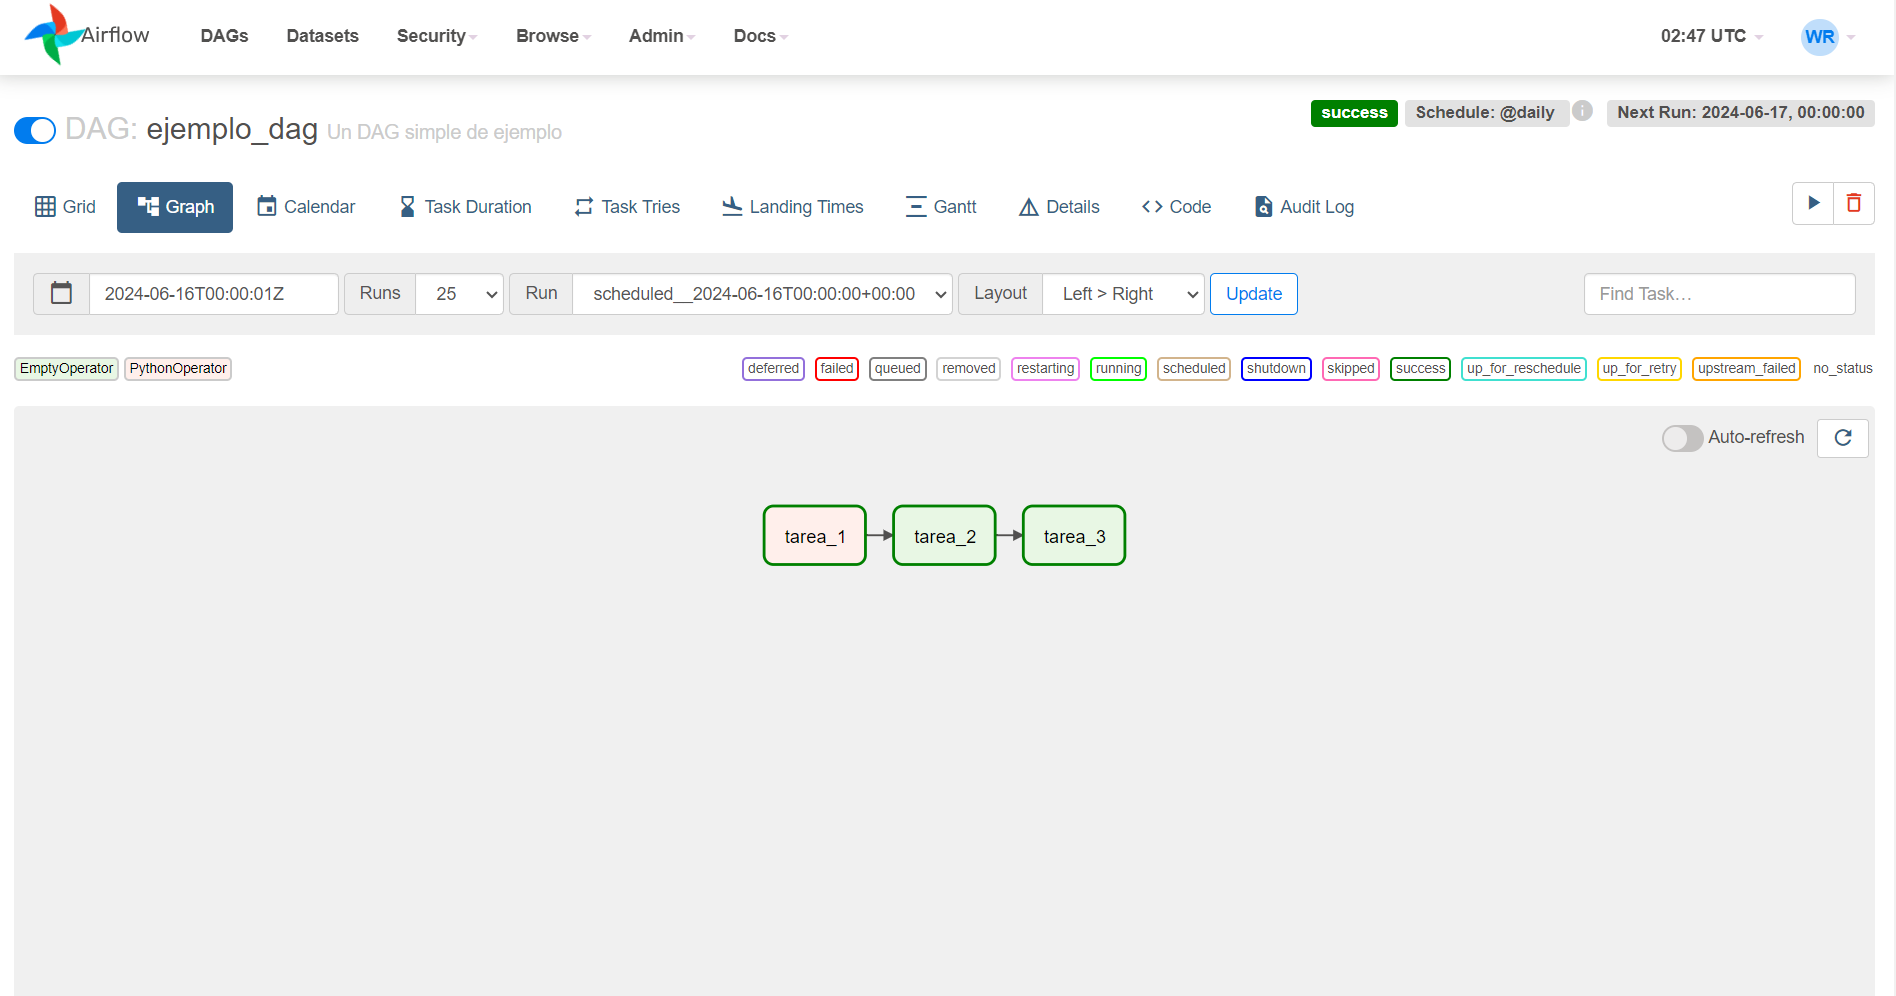 Airflow DAGs Datasets Security Browse Admin Docs 02:47 UTC WR
success Schedule: @daily i Next Run: 2024-06-17, 00:00:00
DAG: ejemplo_dag Un DAG simple de ejemplo
Grid Graph Calendar Task Duration Task Tries Landing Times Gantt Details Code Audit Log
2024-06-16T00:00:01Z Runs 25 Run scheduled__2024-06-16T00:00:00+00:00 Layout Left > Right Update Find Task…
EmptyOperator PythonOperator deferred failed queued removed restarting running scheduled shutdown skipped success up_for_reschedule up_for_retry upstream_failed no_status
Auto-refresh
tarea_1 tarea_2 tarea_3